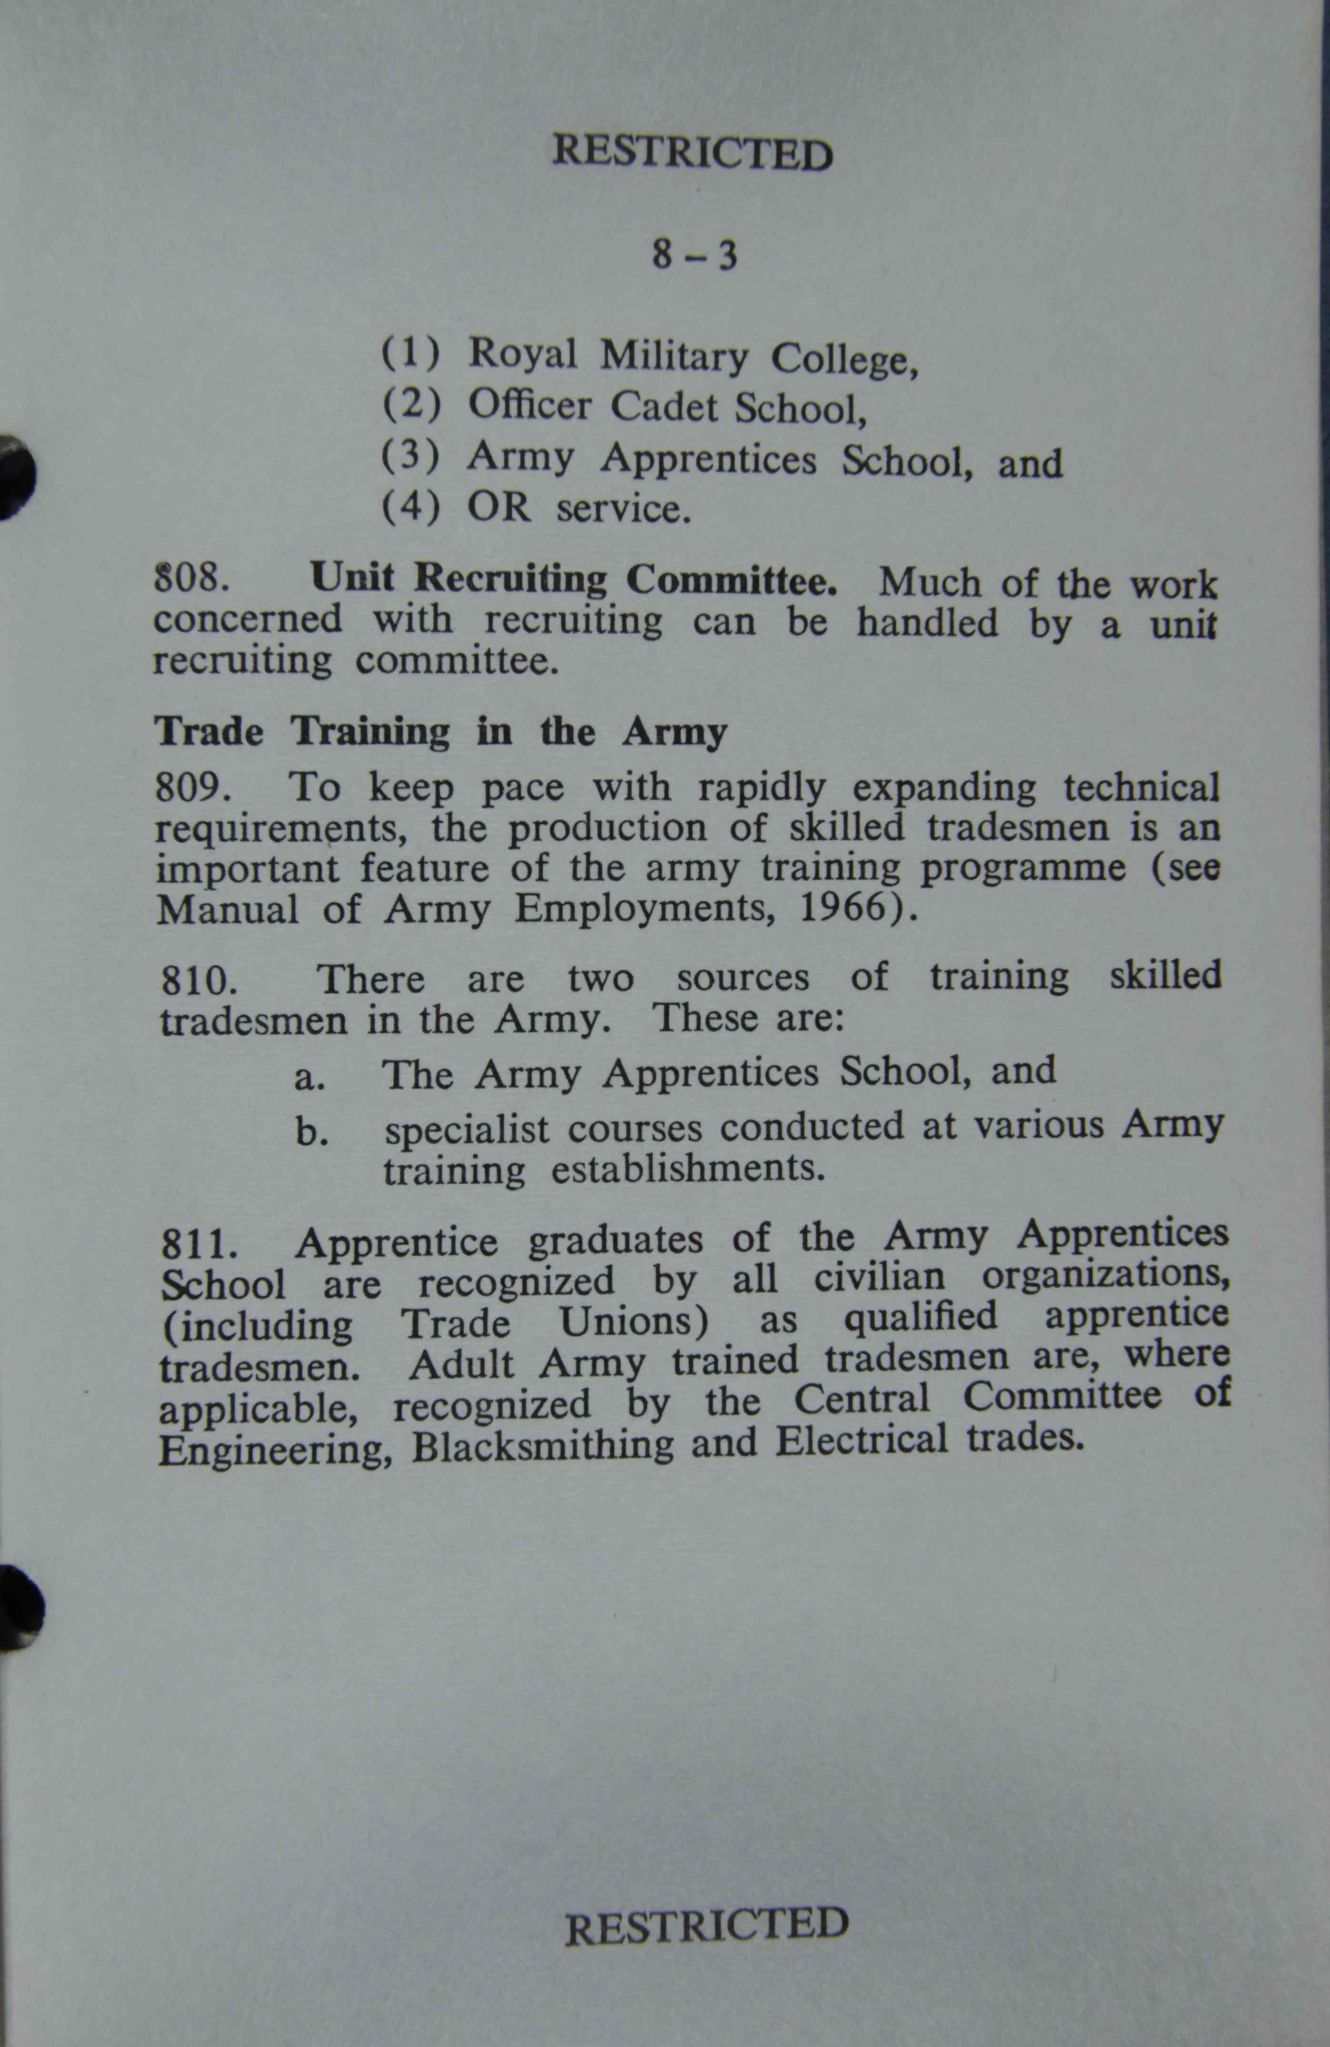 RESTRICTED
8 – 3
(1) Royal Military College,
(2) Officer Cadet School,
(3) Army Apprentices School, and
(4) OR service.
808. Unit Recruiting Committee. Much of the work
concerned with recruiting can be handled by a unit
recruiting committee.
Trade Training in the Army
809. To keep pace with rapidly expanding technical
requirements, the production of skilled tradesmen is an
important feature of the army training programme (see
Manual of Army Employments, 1966).
810. There are two sources of training skilled
tradesmen in the Army. These are:
a. The Army Apprentices School, and
b. specialist courses conducted at various Army
training establishments.
811. Apprentice graduates of the Army Apprentices
School are recognized by all civilian organizations,
(including Trade Unions) as qualified apprentice
tradesmen. Adult Army trained tradesmen are, where
applicable, recognized by the Central Committee of
Engineering, Blacksmithing and Electrical trades.
RESTRICTED